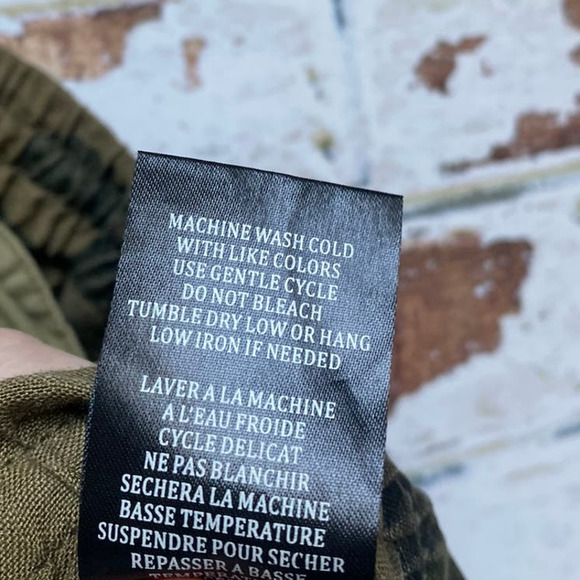 MACHINE WASH COLD
WITH LIKE COLORS
USE GENTLE CYCLE
DO NOT BLEACH
TUMBLE DRY LOW OR HANG
LOW IRON IF NEEDED
LAVER A LA MACHINE
A L'EAU FROIDE
CYCLE DELICAT
NE PAS BLANCHIR
SECHER A LA MACHINE
BASSE TEMPERATURE
SUSPENDRE POUR SECHER
REPASSER A BASSE
TEMPERATURE